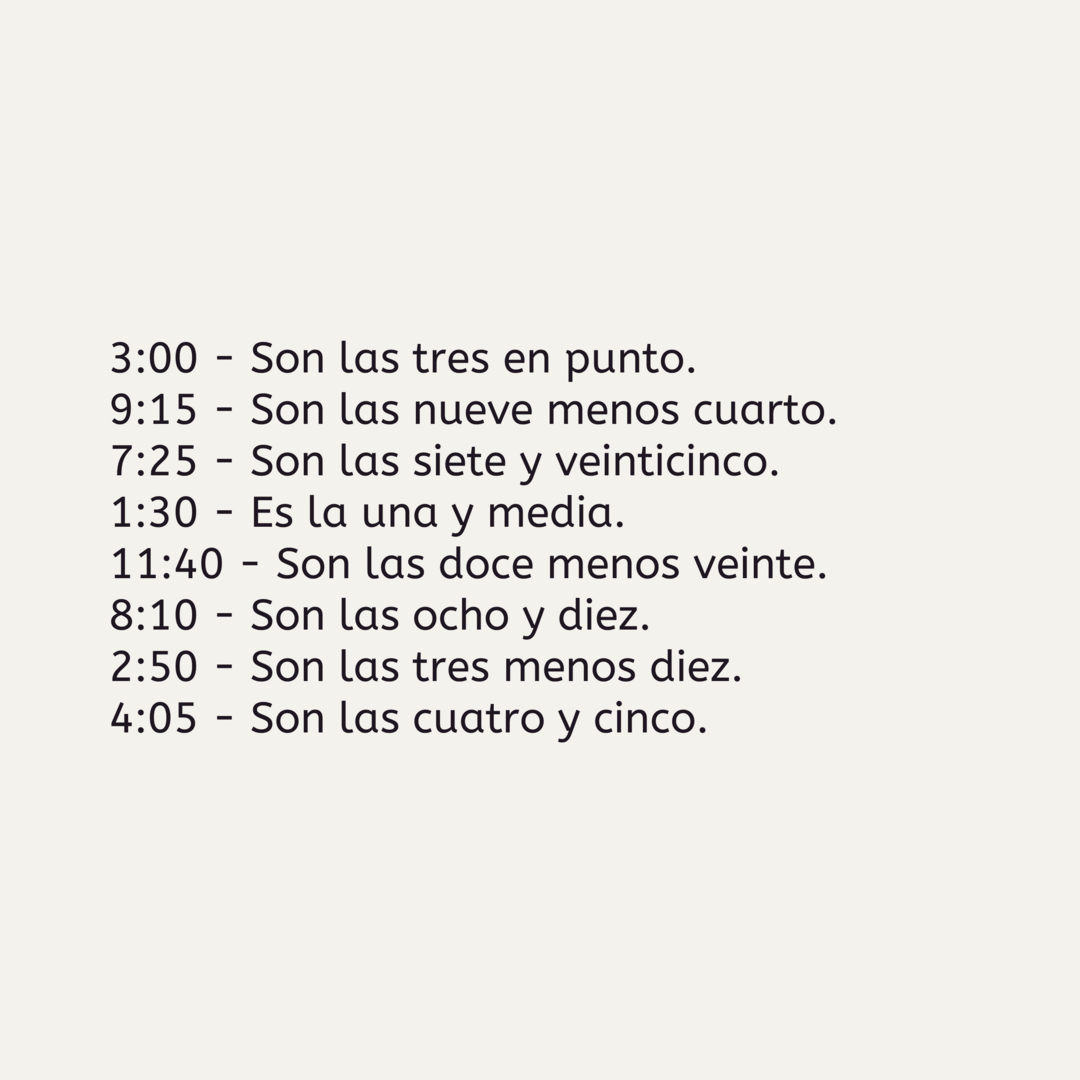 3:00 - Son las tres en punto.
9:15 - Son las nueve menos cuarto.
7:25 - Son las siete y veinticinco.
1:30 - Es la una y media.
11:40 - Son las doce menos veinte.
8:10 - Son las ocho y diez.
2:50 - Son las tres menos diez.
4:05 - Son las cuatro y cinco.